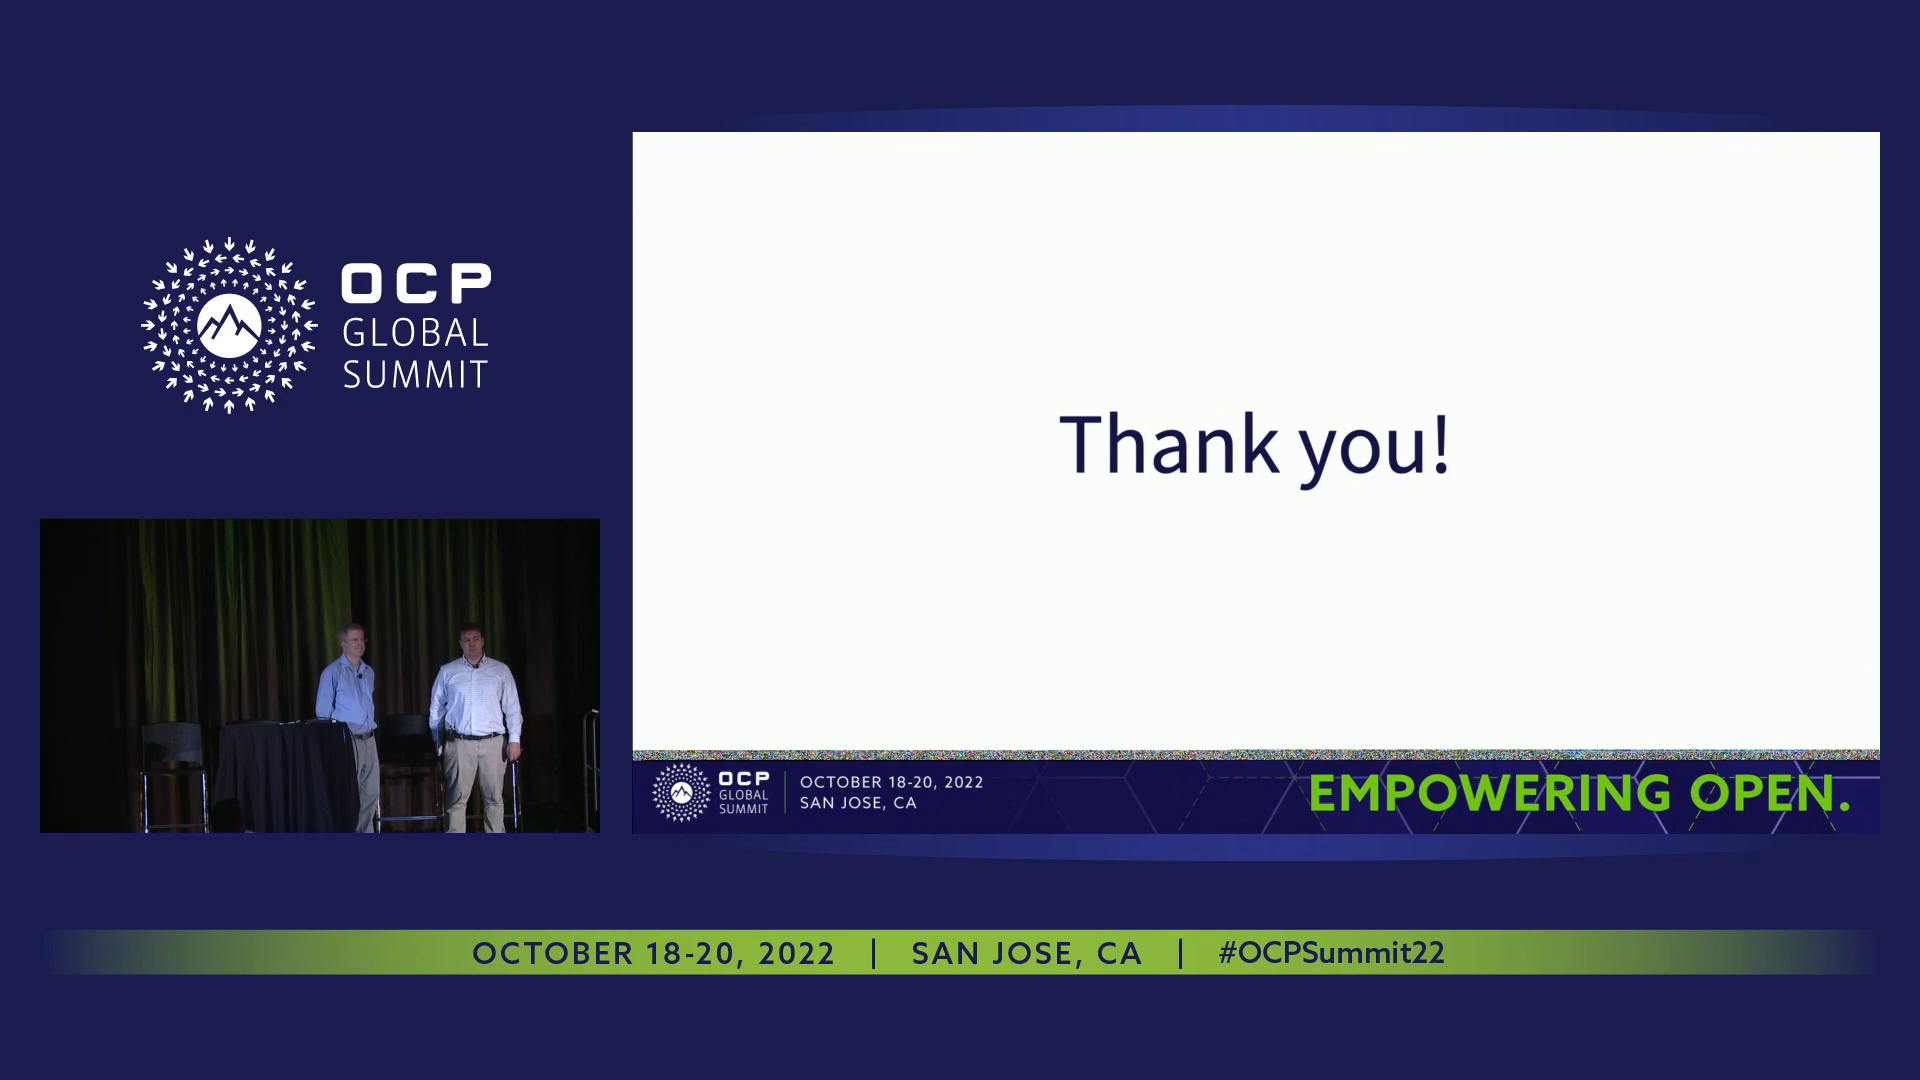 OCP
GLOBAL
SUMMIT
Thank you!
OCP
GLOBAL
SUMMIT
OCTOBER 18-20, 2022
SAN JOSE, CA
EMPOWERING OPEN.
OCTOBER 18-20, 2022 | SAN JOSE, CA | #OCPSummit22